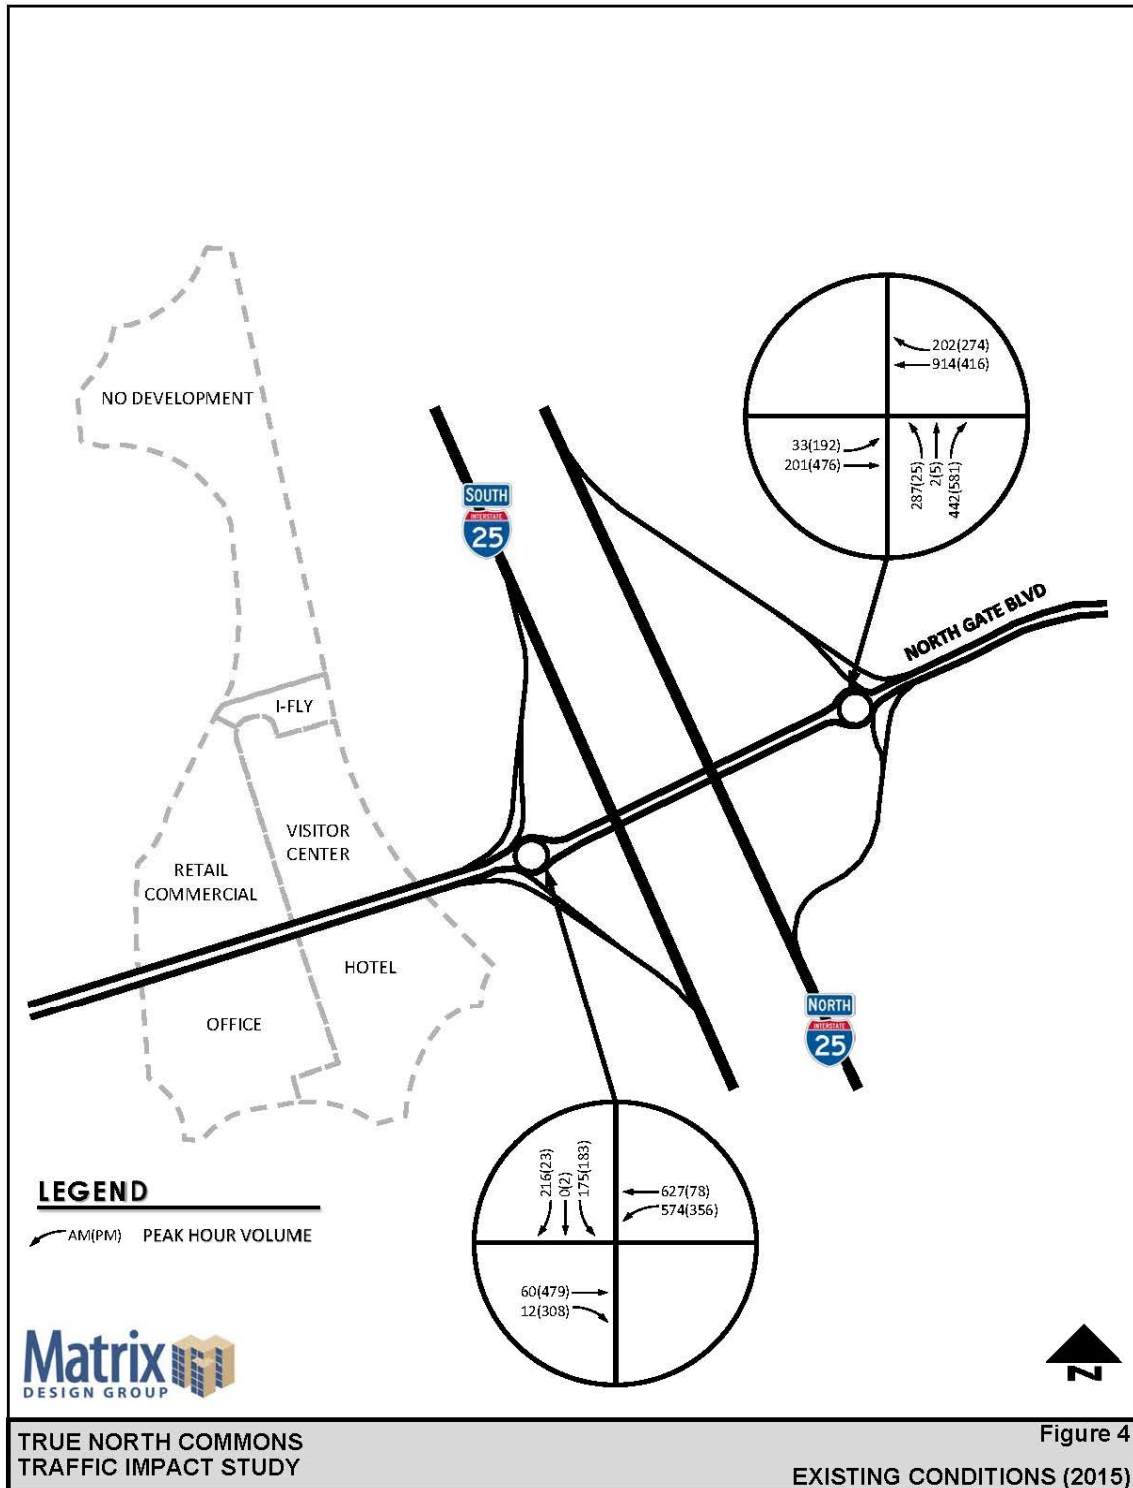 202(274)
914(416)
33(192)
201(476)
287(25)
2(5)
442(581)
NO DEVELOPMENT
SOUTH
INTERSTATE
25
NORTH GATE BLVD
I-FLY
VISITOR
CENTER
RETAIL
COMMERCIAL
HOTEL
OFFICE
NORTH
INTERSTATE
25
216(23)
0(2)
175(183)
627(78)
574(356)
60(479)
12(308)
LEGEND
AM(PM) PEAK HOUR VOLUME
Matrix
DESIGN GROUP
N
TRUE NORTH COMMONS
TRAFFIC IMPACT STUDY
Figure 4
EXISTING CONDITIONS (2015)